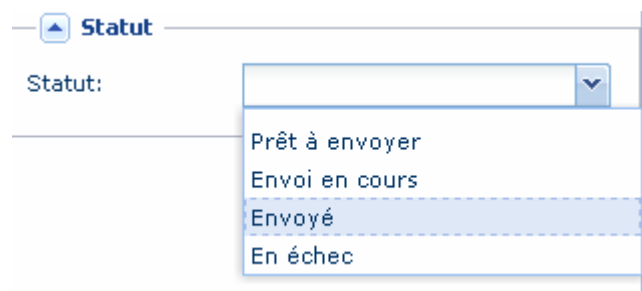 Statut
Statut:
Prêt à envoyer
Envoi en cours
Envoyé
En échec